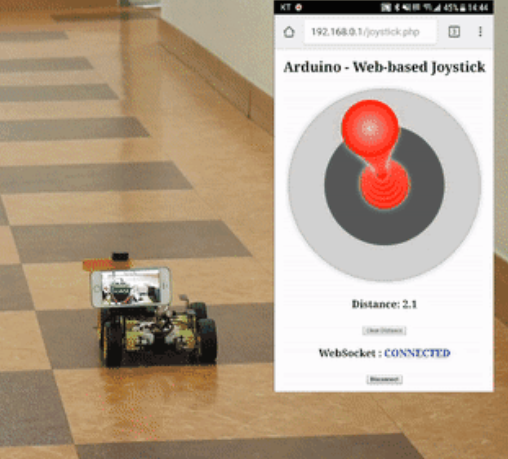 KT 45% 14:44
192.168.0.1/joystick.php
3
Arduino - Web-based Joystick
Distance: 2.1
Clear Distance
WebSocket : CONNECTED
Disconnect